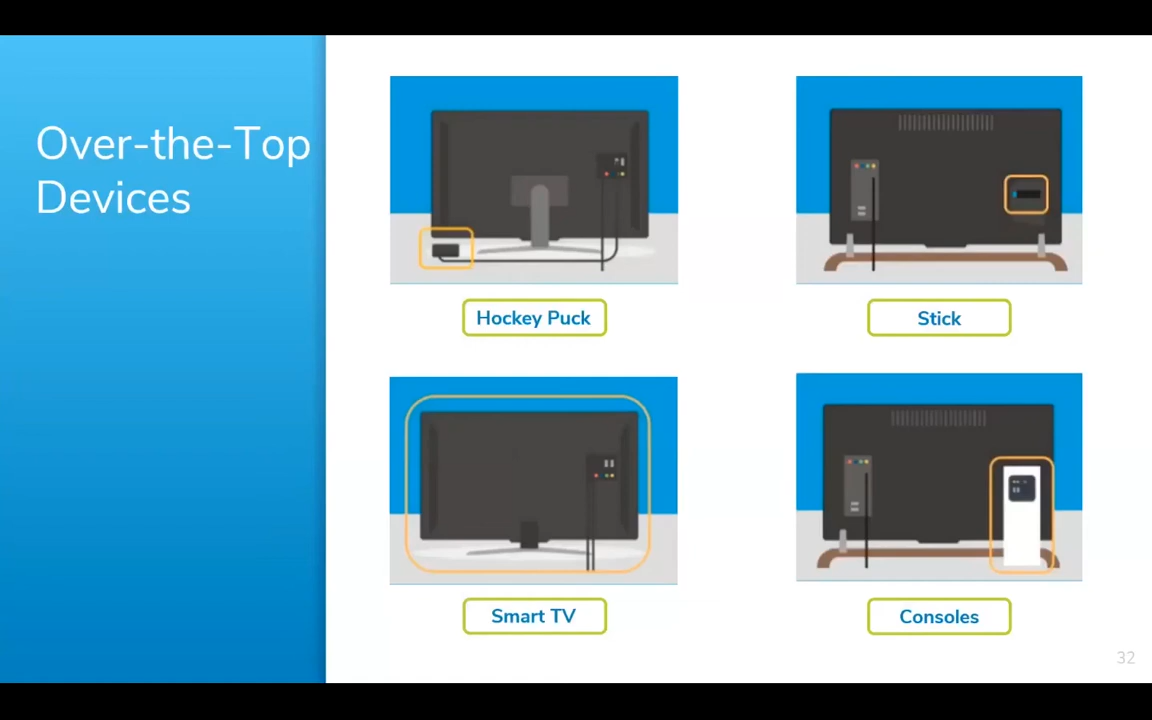 Over-the-Top
Devices
Hockey Puck
Stick
Smart TV
Consoles
32